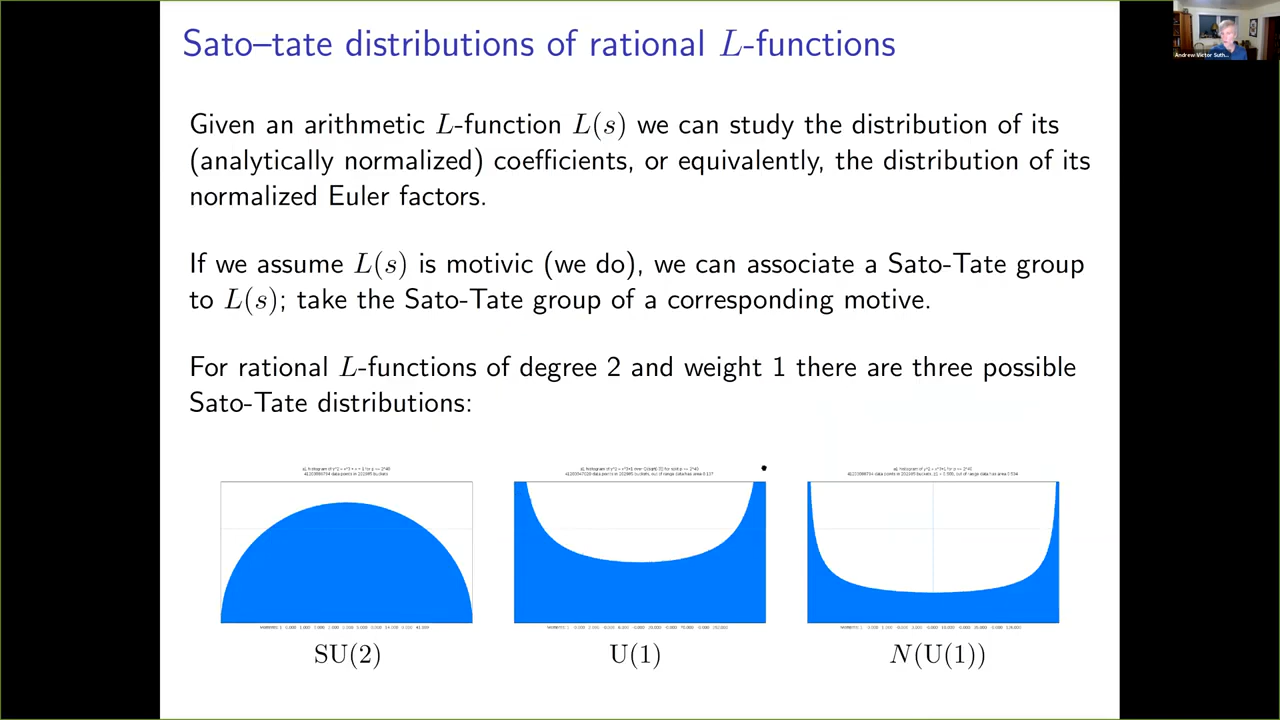 Sato–tate distributions of rational L-functions
Andrew Victor Suth...
Given an arithmetic L-function L(s) we can study the distribution of its
(analytically normalized) coefficients, or equivalently, the distribution of its
normalized Euler factors.
If we assume L(s) is motivic (we do), we can associate a Sato-Tate group
to L(s); take the Sato-Tate group of a corresponding motive.
For rational L-functions of degree 2 and weight 1 there are three possible
Sato-Tate distributions:
SU(2)
U(1)
N(U(1))